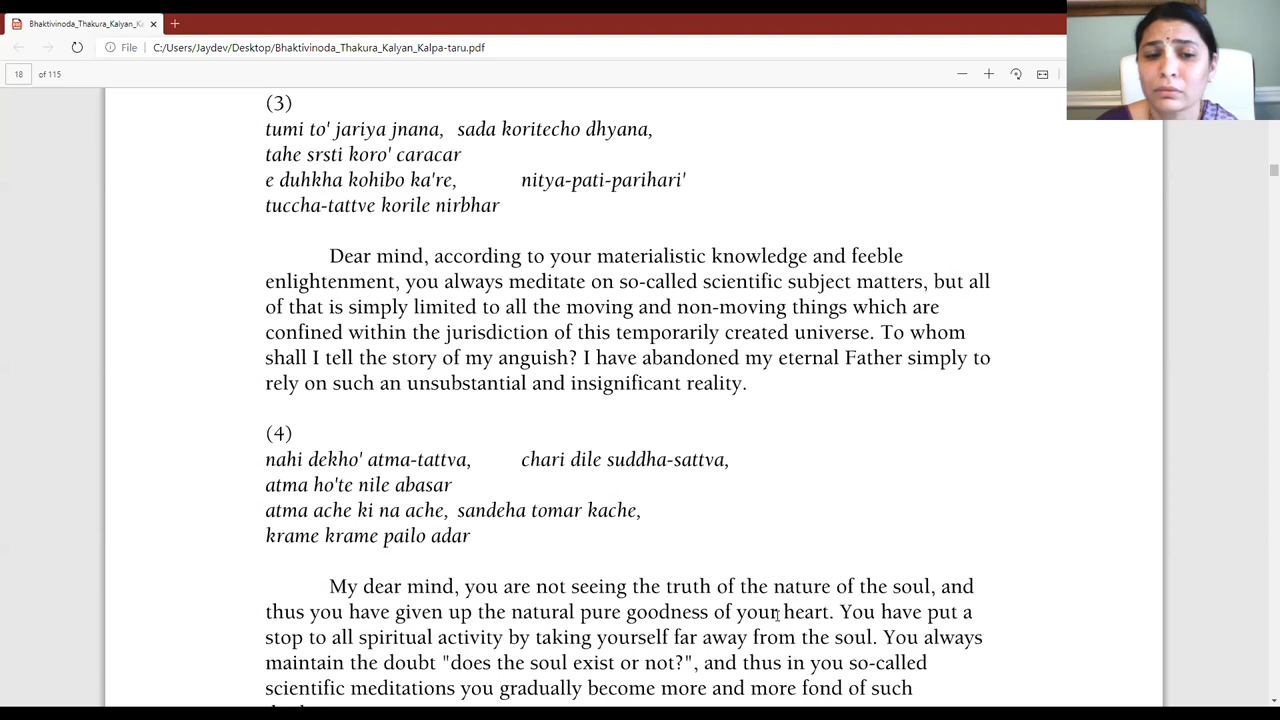 Bhaktivinoda_Thakura_Kalyan_K
File C:/Users/Jaydev/Desktop/Bhaktivinoda_Thakura_Kalyan_Kalpa-taru.pdf
18 of 115
(3)
tumi to' jariya jnana, sada koritecho dhyana,
tahe srsti koro' caracar
e duhkha kohibo ka're, nitya-pati-parihari'
tuccha-tattve korile nirbhar
Dear mind, according to your materialistic knowledge and feeble
enlightenment, you always meditate on so-called scientific subject matters, but all
of that is simply limited to all the moving and non-moving things which are
confined within the jurisdiction of this temporarily created universe. To whom
shall I tell the story of my anguish? I have abandoned my eternal Father simply to
rely on such an unsubstantial and insignificant reality.
(4)
nahi dekho' atma-tattva, chari dile suddha-sattva,
atma ho'te nile abasar
atma ache ki na ache, sandeha tomar kache,
krame krame pailo adar
My dear mind, you are not seeing the truth of the nature of the soul, and
thus you have given up the natural pure goodness of your heart. You have put a
stop to all spiritual activity by taking yourself far away from the soul. You always
maintain the doubt "does the soul exist or not?", and thus in you so-called
scientific meditations you gradually become more and more fond of such